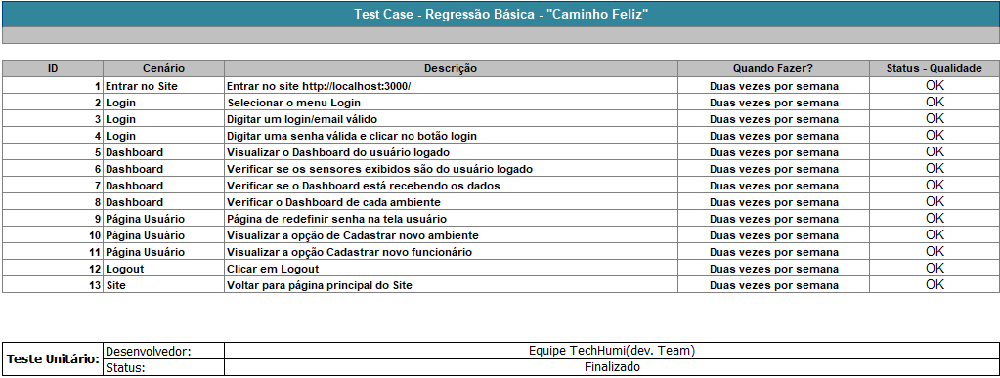 Test Case - Regressão Básica - "Caminho Feliz"
ID Cenário Descrição Quando Fazer? Status - Qualidade
1 Entrar no Site Entrar no site http://localhost:3000/ Duas vezes por semana OK
2 Login Selecionar o menu Login Duas vezes por semana OK
3 Login Digitar um login/email válido Duas vezes por semana OK
4 Login Digitar uma senha válida e clicar no botão login Duas vezes por semana OK
5 Dashboard Visualizar o Dashboard do usuário logado Duas vezes por semana OK
6 Dashboard Verificar se os sensores exibidos são do usuário logado Duas vezes por semana OK
7 Dashboard Verificar se o Dashboard está recebendo os dados Duas vezes por semana OK
8 Dashboard Verificar o Dashboard de cada ambiente Duas vezes por semana OK
9 Página Usuário Página de redefinir senha na tela usuário Duas vezes por semana OK
10 Página Usuário Visualizar a opção de Cadastrar novo ambiente Duas vezes por semana OK
11 Página Usuário Visualizar a opção Cadastrar novo funcionário Duas vezes por semana OK
12 Logout Clicar em Logout Duas vezes por semana OK
13 Site Voltar para página principal do Site Duas vezes por semana OK
Teste Unitário: Desenvolvedor: Equipe TechHumi(dev. Team)
Status: Finalizado